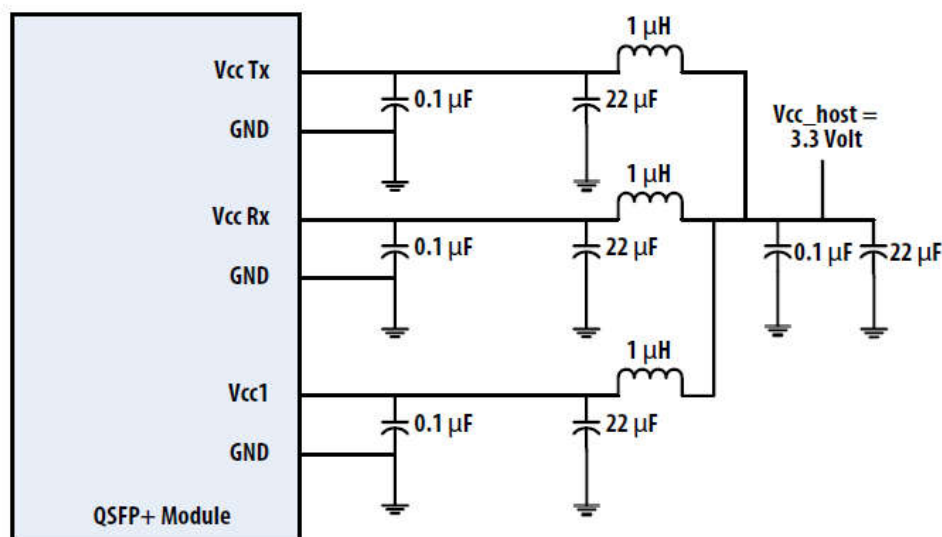 1 µH
Vcc Tx
0.1 µF
22 µF
GND
Vcc_host =
3.3 Volt
1 µH
Vcc Rx
0.1 µF
22 µF
0.1 µF
22 µF
GND
1 µH
Vcc1
0.1 µF
22 µF
GND
QSFP+ Module